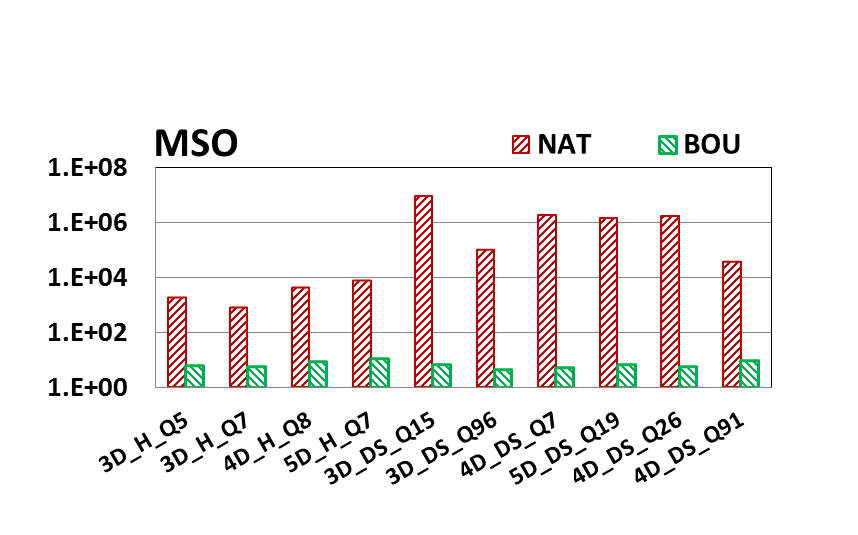 MSO NAT BOU
1.E+08
1.E+06
1.E+04
1.E+02
1.E+00
3D_H_Q5
3D_H_Q7
4D_H_Q8
5D_H_Q7
3D_DS_Q15
3D_DS_Q96
4D_DS_Q7
5D_DS_Q19
4D_DS_Q26
4D_DS_Q91